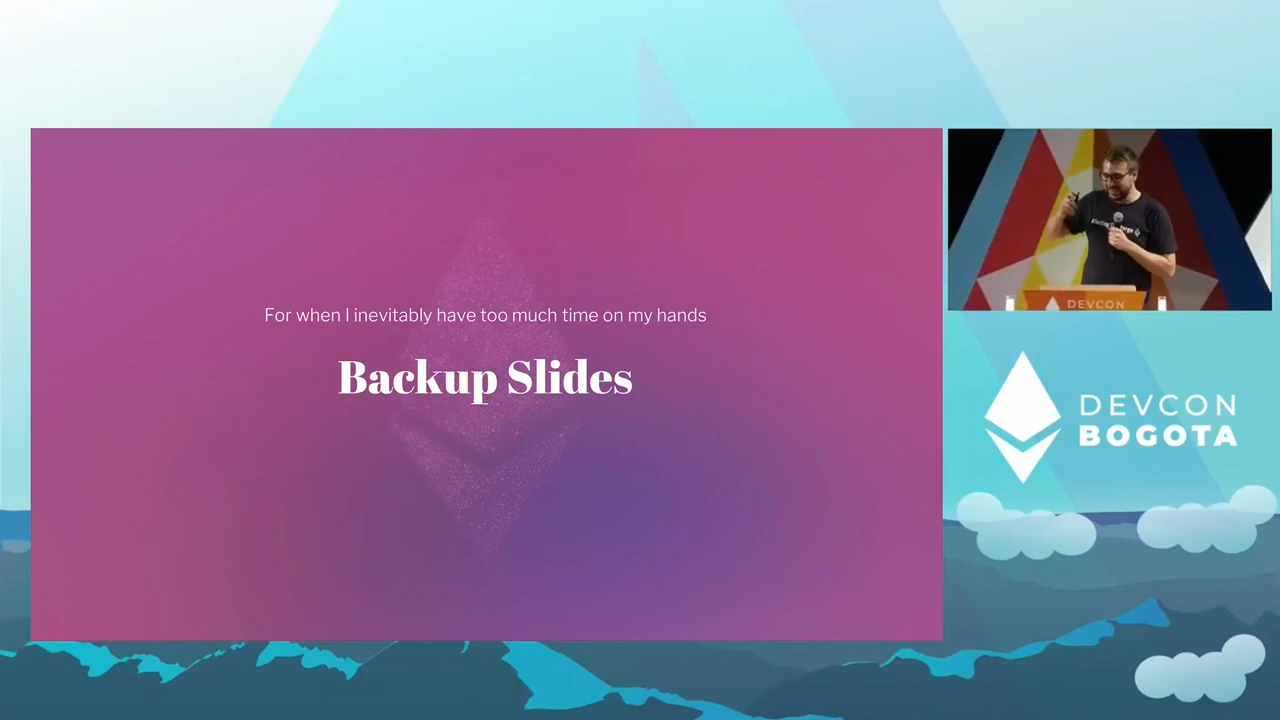 For when I inevitably have too much time on my hands
Backup Slides
DEVCON
DEVCON
BOGOTA